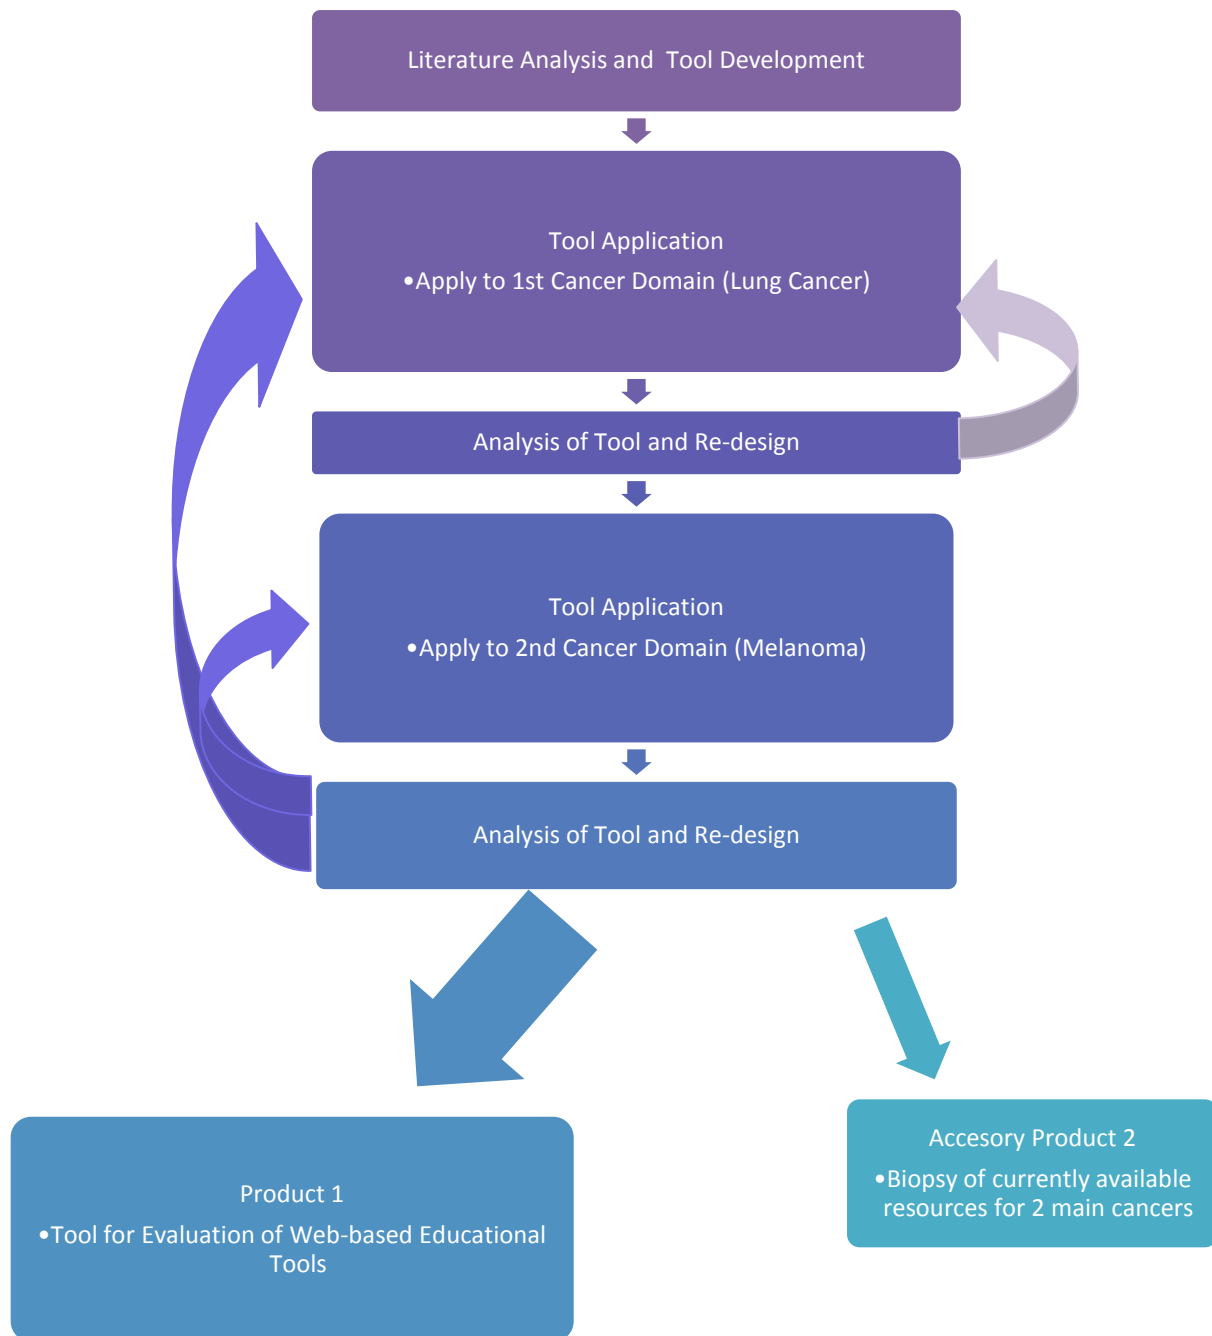 Literature Analysis and Tool Development
Tool Application
•Apply to 1st Cancer Domain (Lung Cancer)
Analysis of Tool and Re-design
Tool Application
•Apply to 2nd Cancer Domain (Melanoma)
Analysis of Tool and Re-design
Accesory Product 2
•Biopsy of currently available
resources for 2 main cancers
Product 1
•Tool for Evaluation of Web-based Educational
Tools